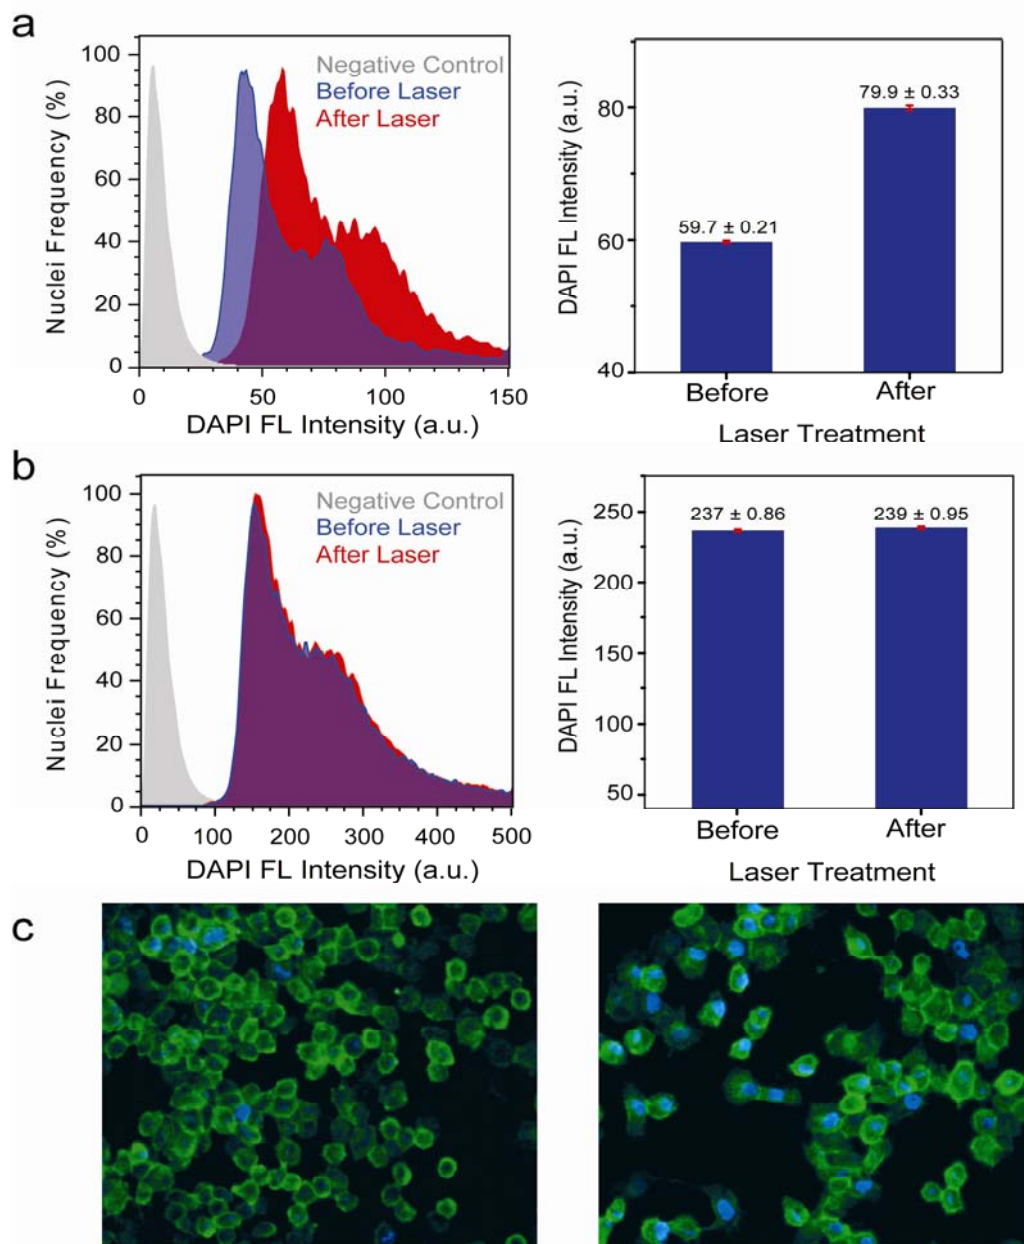 a
Nuclei Frequency (%)
100
80
60
40
20
0
Negative Control
Before Laser
After Laser
0 50 100 150
DAPI FL Intensity (a.u.)
DAPI FL Intensity (a.u.)
80
60
40
59.7 ± 0.21
79.9 ± 0.33
Before After
Laser Treatment
b
Nuclei Frequency (%)
100
80
60
40
20
0
Negative Control
Before Laser
After Laser
0 100 200 300 400 500
DAPI FL Intensity (a.u.)
DAPI FL Intensity (a.u.)
250
200
150
100
50
237 ± 0.86
239 ± 0.95
Before After
Laser Treatment
c